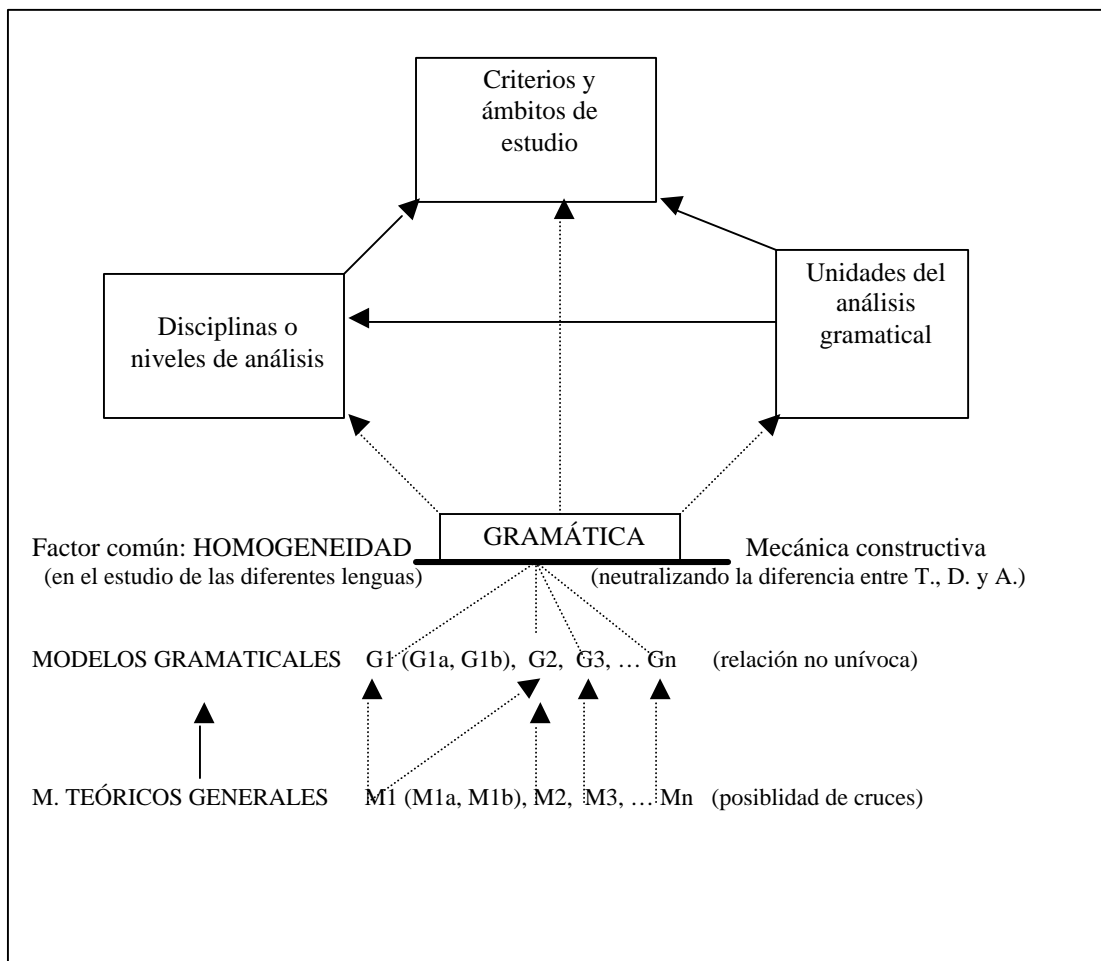 Criterios y
ámbitos de
estudio
Disciplinas o
niveles de análisis
Unidades del
análisis
gramatical
Factor común: HOMOGENEIDAD
(en el estudio de las diferentes lenguas)
GRAMÁTICA
Mecánica constructiva
(neutralizando la diferencia entre T., D. y A.)
MODELOS GRAMATICALES G1 (G1a, G1b), G2, G3, … Gn (relación no unívoca)
M. TEÓRICOS GENERALES M1 (M1a, M1b), M2, M3, … Mn (posiblidad de cruces)